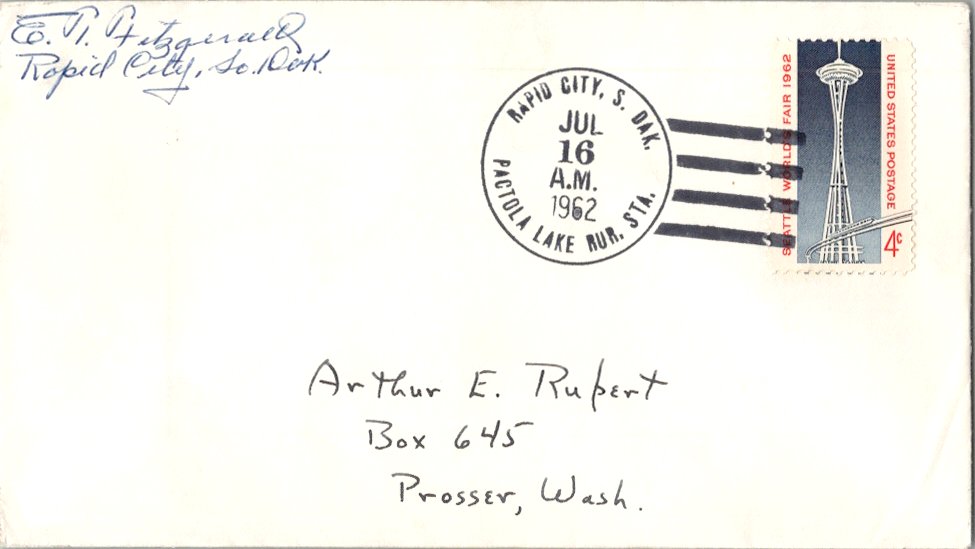 E. T. Fitzgerald
Rapid City, So. Dak.
RAPID CITY, S. DAK.
JUL
16
A.M.
1962
PACTOLA LAKE RUR. STA.
SEATTLE WORLD'S FAIR 1962
UNITED STATES POSTAGE
4c
Arthur E. Rupert
Box 645
Prosser, Wash.